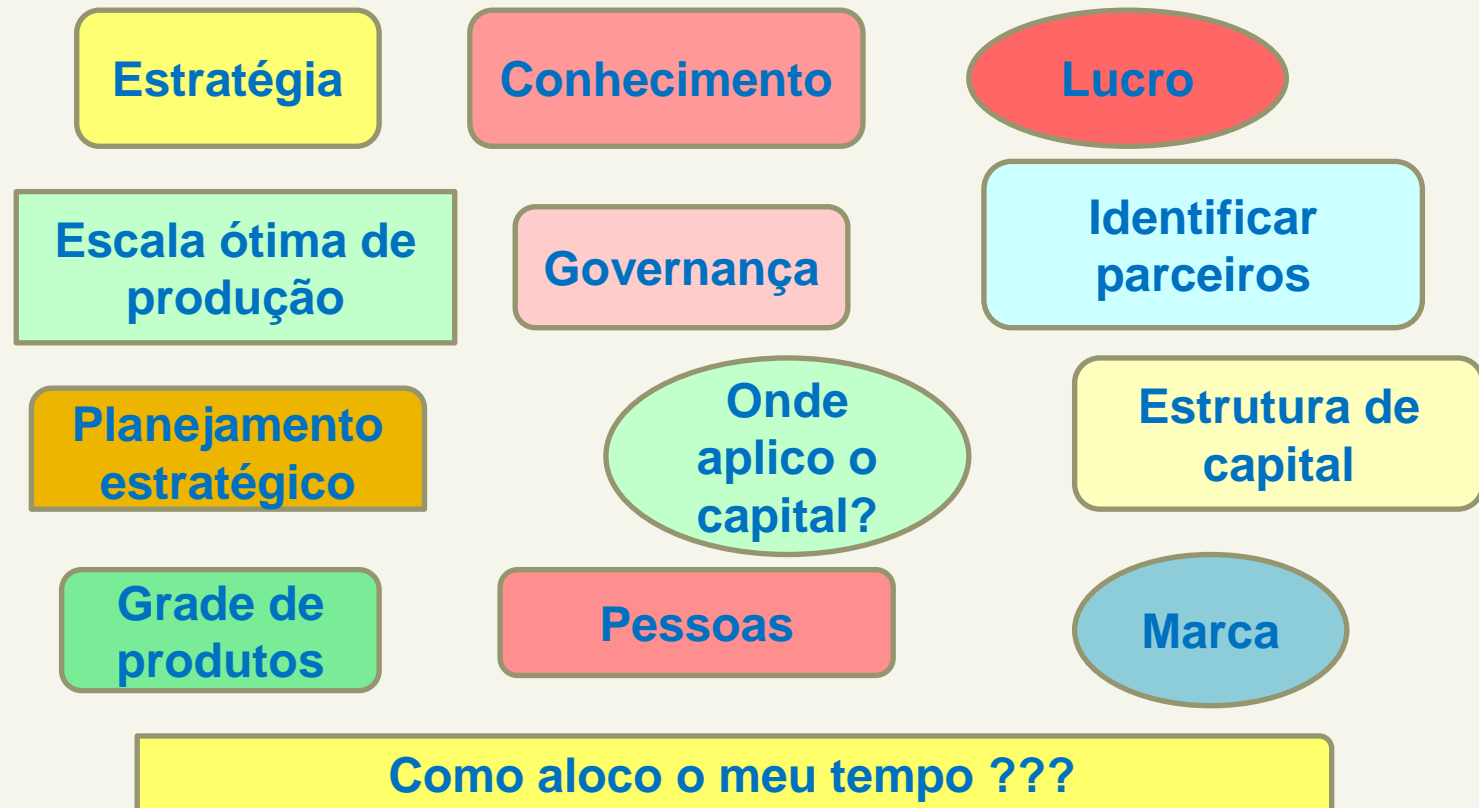 Estratégia
Conhecimento
Lucro
Escala ótima de
produção
Governança
Identificar
parceiros
Planejamento
estratégico
Onde
aplico o
capital?
Estrutura de
capital
Grade de
produtos
Pessoas
Marca
Como aloco o meu tempo ???